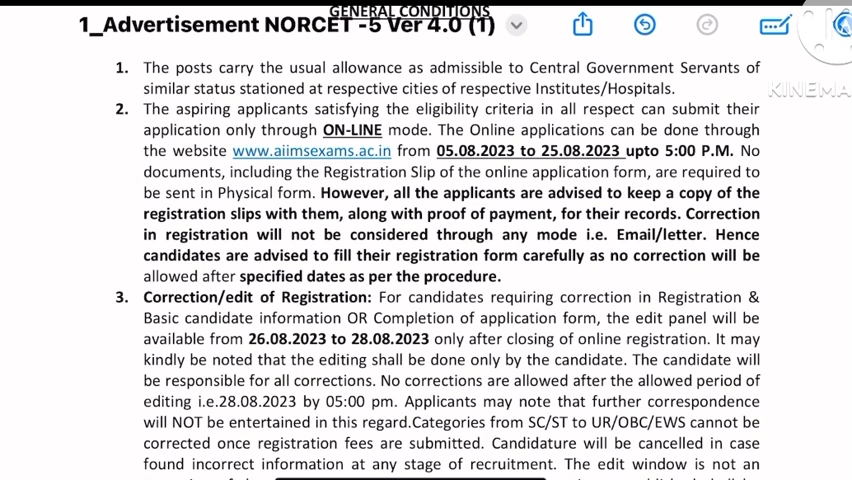 GENERAL CONDITIONS
1_Advertisement NORCET -5 Ver 4.0 (1)
KINEMA
1. The posts carry the usual allowance as admissible to Central Government Servants of
similar status stationed at respective cities of respective Institutes/Hospitals.
2. The aspiring applicants satisfying the eligibility criteria in all respect can submit their
application only through ON-LINE mode. The Online applications can be done through
the website www.aiimsexams.ac.in from 05.08.2023 to 25.08.2023 upto 5:00 P.M. No
documents, including the Registration Slip of the online application form, are required to
be sent in Physical form. However, all the applicants are advised to keep a copy of the
registration slips with them, along with proof of payment, for their records. Correction
in registration will not be considered through any mode i.e. Email/letter. Hence
candidates are advised to fill their registration form carefully as no correction will be
allowed after specified dates as per the procedure.
3. Correction/edit of Registration: For candidates requiring correction in Registration &
Basic candidate information OR Completion of application form, the edit panel will be
available from 26.08.2023 to 28.08.2023 only after closing of online registration. It may
kindly be noted that the editing shall be done only by the candidate. The candidate will
be responsible for all corrections. No corrections are allowed after the allowed period of
editing i.e.28.08.2023 by 05:00 pm. Applicants may note that further correspondence
will NOT be entertained in this regard.Categories from SC/ST to UR/OBC/EWS cannot be
corrected once registration fees are submitted. Candidature will be cancelled in case
found incorrect information at any stage of recruitment. The edit window is not an